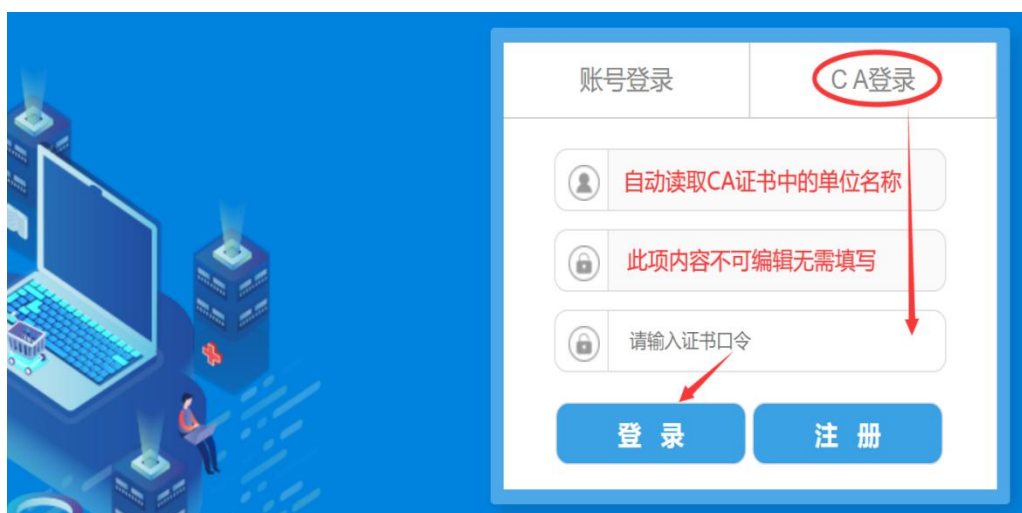 账号登录
CA登录
自动读取CA证书中的单位名称
此项内容不可编辑无需填写
请输入证书口令
登 录
注 册